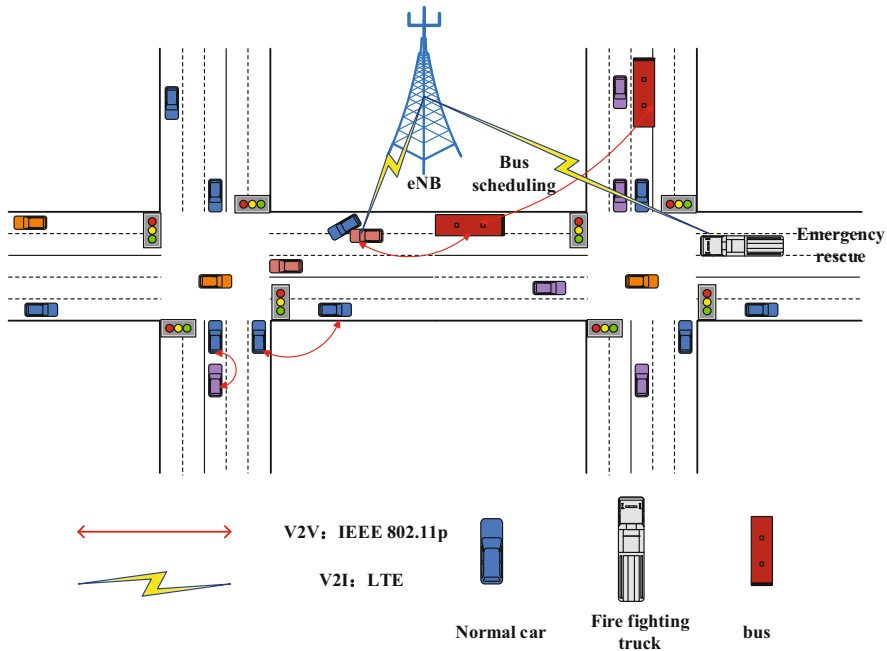 eNB
Bus
scheduling
Emergency
rescue
V2V：IEEE 802.11p
V2I：LTE
Normal car
Fire fighting
truck
bus